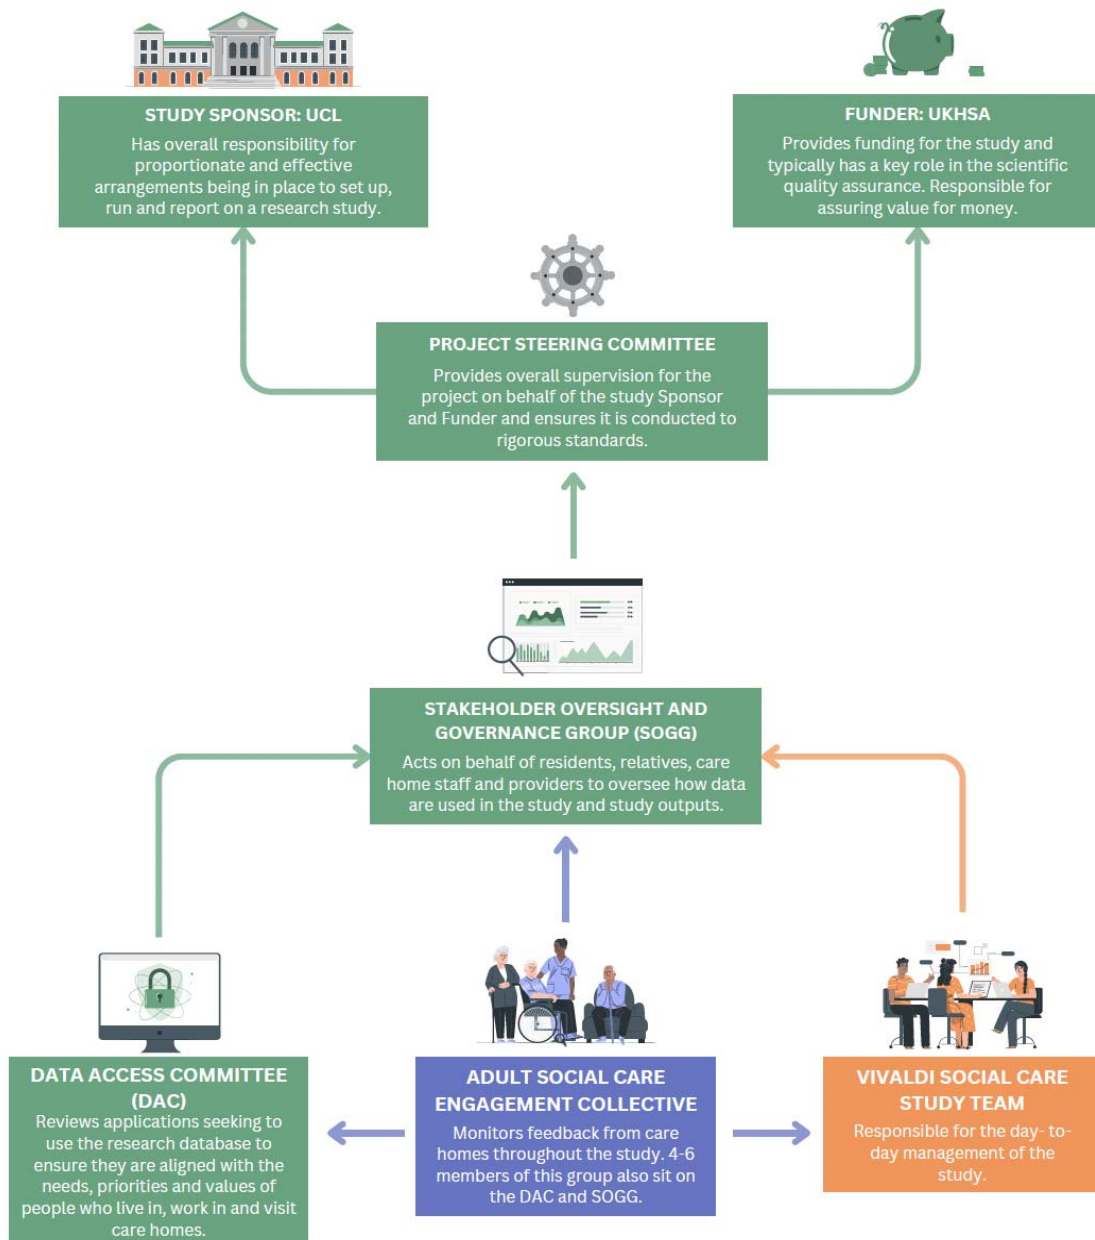 STUDY SPONSOR: UCL
Has overall responsibility for
proportionate and effective
arrangements being in place to set up,
run and report on a research study.
FUNDER: UKHSA
Provides funding for the study and
typically has a key role in the scientific
quality assurance. Responsible for
assuring value for money.
PROJECT STEERING COMMITTEE
Provides overall supervision for the
project on behalf of the study Sponsor
and Funder and ensures it is conducted to
rigorous standards.
STAKEHOLDER OVERSIGHT AND
GOVERNANCE GROUP (SOGG)
Acts on behalf of residents, relatives, care
home staff and providers to oversee how data
are used in the study and study outputs.
DATA ACCESS COMMITTEE
(DAC)
Reviews applications seeking to
use the research database to
ensure they are aligned with the
needs, priorities and values of
people who live in, work in and visit
care homes.
ADULT SOCIAL CARE
ENGAGEMENT COLLECTIVE
Monitors feedback from care
homes throughout the study. 4-6
members of this group also sit on
the DAC and SOGG.
VIVALDI SOCIAL CARE
STUDY TEAM
Responsible for the day- to-
day management of the
study.